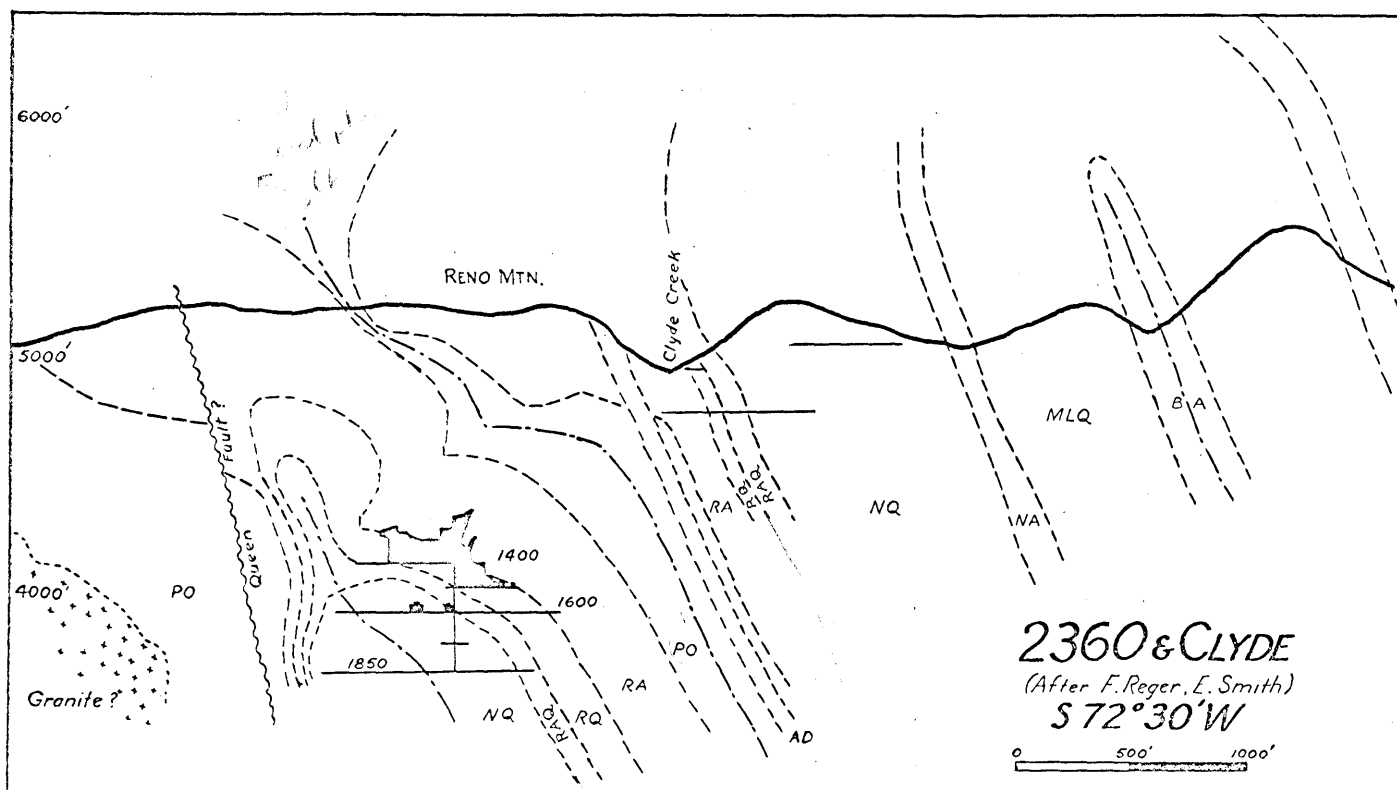 6000'
RENO MTN.
Clyde Creek
5000'
Fault ?
MLQ
B A
RA
RQ
RAQ
NQ
NA
Queen
1400
4000'
PO
1600
2360 & CLYDE
1850
PO
(After F. Reger, E. Smith)
Granite ?
RA
S 72° 30' W
NQ
RAQ
RQ
AD
0 500' 1000'